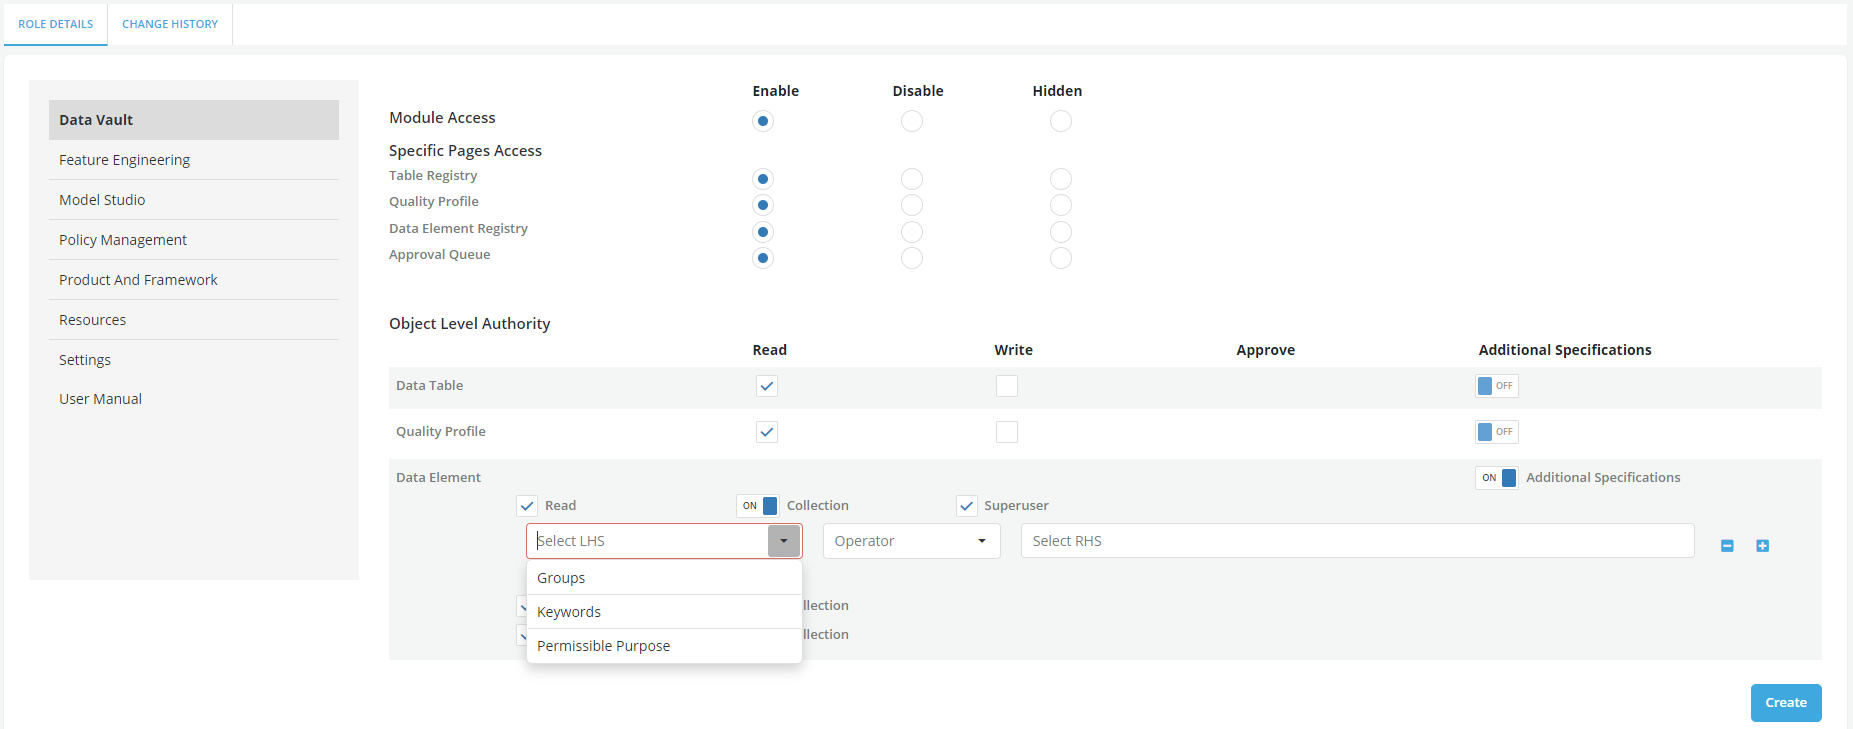 ROLE DETAILS CHANGE HISTORY
Data Vault
Feature Engineering
Model Studio
Policy Management
Product And Framework
Resources
Settings
User Manual
Enable Disable Hidden
Module Access
Specific Pages Access
Table Registry
Quality Profile
Data Element Registry
Approval Queue
Object Level Authority
Read Write Approve Additional Specifications
Data Table OFF
Quality Profile OFF
Data Element ON Additional Specifications
Read ON Collection Superuser
Select LHS Operator Select RHS
Groups
Keywords
Permissible Purpose
llection
llection
Create